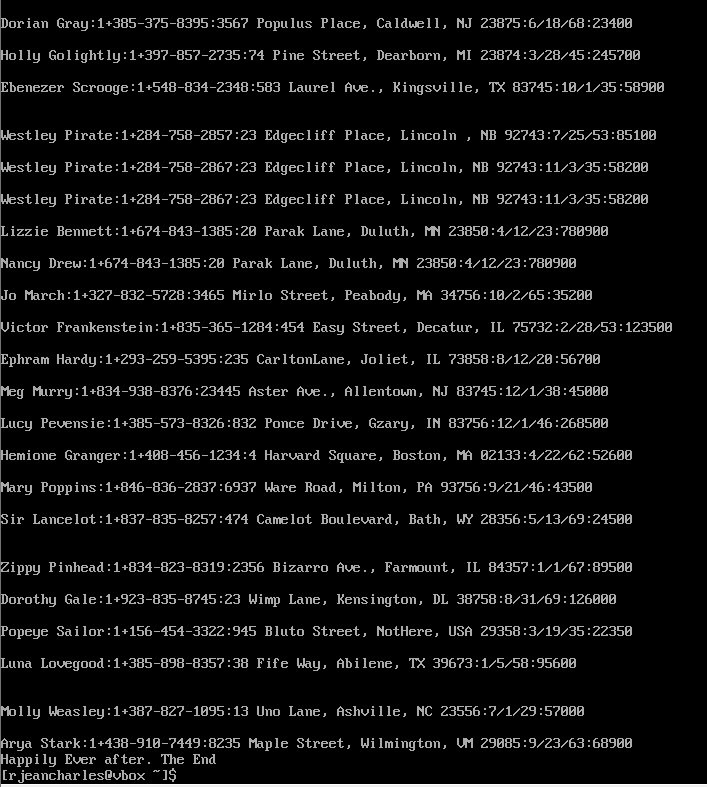 Dorian Gray:1+385-375-8395:3567 Populus Place, Caldwell, NJ 23875:6/18/68:23400
Holly Golightly:1+397-857-2735:74 Pine Street, Dearborn, MI 23874:3/28/45:245700
Ebenezer Scrooge:1+548-834-2348:583 Laurel Ave., Kingsville, TX 83745:10/1/35:58900
Westley Pirate:1+284-758-2857:23 Edgecliff Place, Lincoln , NB 92743:7/25/53:85100
Westley Pirate:1+284-758-2867:23 Edgecliff Place, Lincoln, NB 92743:11/3/35:58200
Westley Pirate:1+284-758-2867:23 Edgecliff Place, Lincoln, NB 92743:11/3/35:58200
Lizzie Bennett:1+674-843-1385:20 Parak Lane, Duluth, MN 23850:4/12/23:780900
Nancy Drew:1+674-843-1385:20 Parak Lane, Duluth, MN 23850:4/12/23:780900
Jo March:1+327-832-5728:3465 Mirlo Street, Peabody, MA 34756:10/2/65:35200
Victor Frankenstein:1+835-365-1284:454 Easy Street, Decatur, IL 75732:2/28/53:123500
Ephram Hardy:1+293-259-5395:235 CarltonLane, Joliet, IL 73858:8/12/20:56700
Meg Murry:1+834-938-8376:23445 Aster Ave., Allentown, NJ 83745:12/1/38:45000
Lucy Pevensie:1+385-573-8326:832 Ponce Drive, Gzary, IN 83756:12/1/46:268500
Hemione Granger:1+408-456-1234:4 Harvard Square, Boston, MA 02133:4/22/62:52600
Mary Poppins:1+846-836-2837:6937 Ware Road, Milton, PA 93756:9/21/46:43500
Sir Lancelot:1+837-835-8257:474 Camelot Boulevard, Bath, WY 28356:5/13/69:24500
Zippy Pinhead:1+834-823-8319:2356 Bizarro Ave., Farmount, IL 84357:1/1/67:89500
Dorothy Gale:1+923-835-8745:23 Wimp Lane, Kensington, DL 38758:8/31/69:126000
Popeye Sailor:1+156-454-3322:945 Bluto Street, NotHere, USA 29358:3/19/35:22350
Luna Lovegood:1+385-898-8357:38 Fife Way, Abilene, TX 39673:1/5/58:95600
Molly Weasley:1+387-827-1095:13 Uno Lane, Ashville, NC 23556:7/1/29:57000
Arya Stark:1+438-910-7449:8235 Maple Street, Wilmington, VM 29085:9/23/63:68900
Happily Ever after. The End
[rjeancharles@vbox ~]$